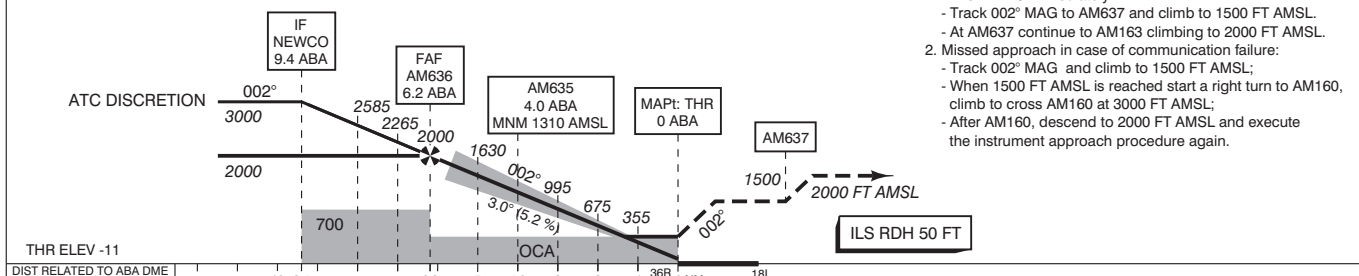 - Track 002° MAG to AM637 and climb to 1500 FT AMSL.
- At AM637 continue to AM163 climbing to 2000 FT AMSL.
2. Missed approach in case of communication failure:
- Track 002° MAG and climb to 1500 FT AMSL;
- When 1500 FT AMSL is reached start a right turn to AM160,
climb to cross AM160 at 3000 FT AMSL;
- After AM160, descend to 2000 FT AMSL and execute
the instrument approach procedure again.
IF
NEWCO
9.4 ABA
FAF
AM636
6.2 ABA
AM635
4.0 ABA
MNM 1310 AMSL
MAPt: THR
0 ABA
AM637
ATC DISCRETION
002°
3000
2585
2265
2000
2000
1630
002°
995
3.0° (5.2 %)
675
355
002°
1500
2000 FT AMSL
700
OCA
ILS RDH 50 FT
THR ELEV -11
DIST RELATED TO ABA DME
36R
18L